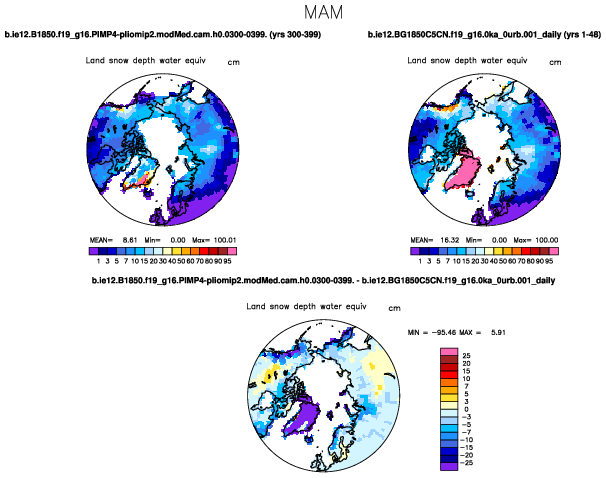 MAM
b.ie12.B1850.f19_g16.PIMP4-pliomip2.modMed.cam.h0.0300-0399. (yrs 300-399)
b.ie12.BG1850C5CN.f19_g16.0ka_0urb.001_daily (yrs 1-48)
Land snow depth water equiv cm
Land snow depth water equiv cm
MEAN= 8.61 Min= 0.00 Max= 100.01
MEAN= 16.32 Min= 0.00 Max= 100.00
1 3 5 7 10 15 20 30 40 50 60 70 80 90 95
1 3 5 7 10 15 20 30 40 50 60 70 80 90 95
b.ie12.B1850.f19_g16.PIMP4-pliomip2.modMed.cam.h0.0300-0399. - b.ie12.BG1850C5CN.f19_g16.0ka_0urb.001_daily
Land snow depth water equiv cm
MIN = -95.46 MAX = 5.91
25
20
15
10
7
5
3
0
-3
-5
-7
-10
-15
-20
-25